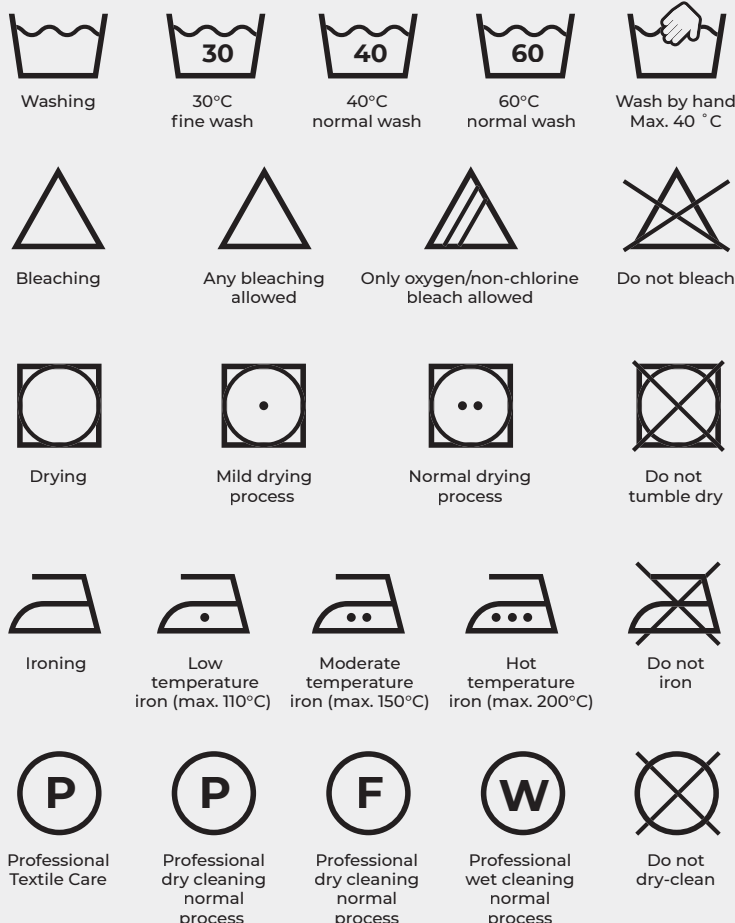 30
40
60
Washing
30°C
fine wash
40°C
normal wash
60°C
normal wash
Wash by hand
Max. 40 ˚C
Bleaching
Any bleaching
allowed
Only oxygen/non-chlorine
bleach allowed
Do not bleach
Drying
Mild drying
process
Normal drying
process
Do not
tumble dry
Ironing
Low
temperature
iron (max. 110°C)
Moderate
temperature
iron (max. 150°C)
Hot
temperature
iron (max. 200°C)
Do not
iron
P
P
F
W
Professional
Textile Care
Professional
dry cleaning
normal
process
Professional
dry cleaning
normal
process
Professional
wet cleaning
normal
process
Do not
dry-clean